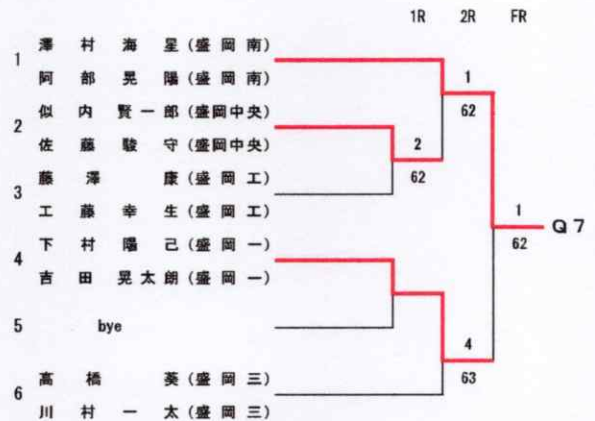 1R 2R FR
澤村海星(盛岡南)
1
阿部晃陽(盛岡南)
1
似内賢一郎(盛岡中央)
62
2
佐藤駿守(盛岡中央)
2
藤澤康(盛岡工)
62
3
工藤幸生(盛岡工)
1
下村陽己(盛岡一)
Q7
62
4
吉田晃太朗(盛岡一)
5 bye
4
高橋葵(盛岡三)
63
6
川村一太(盛岡三)